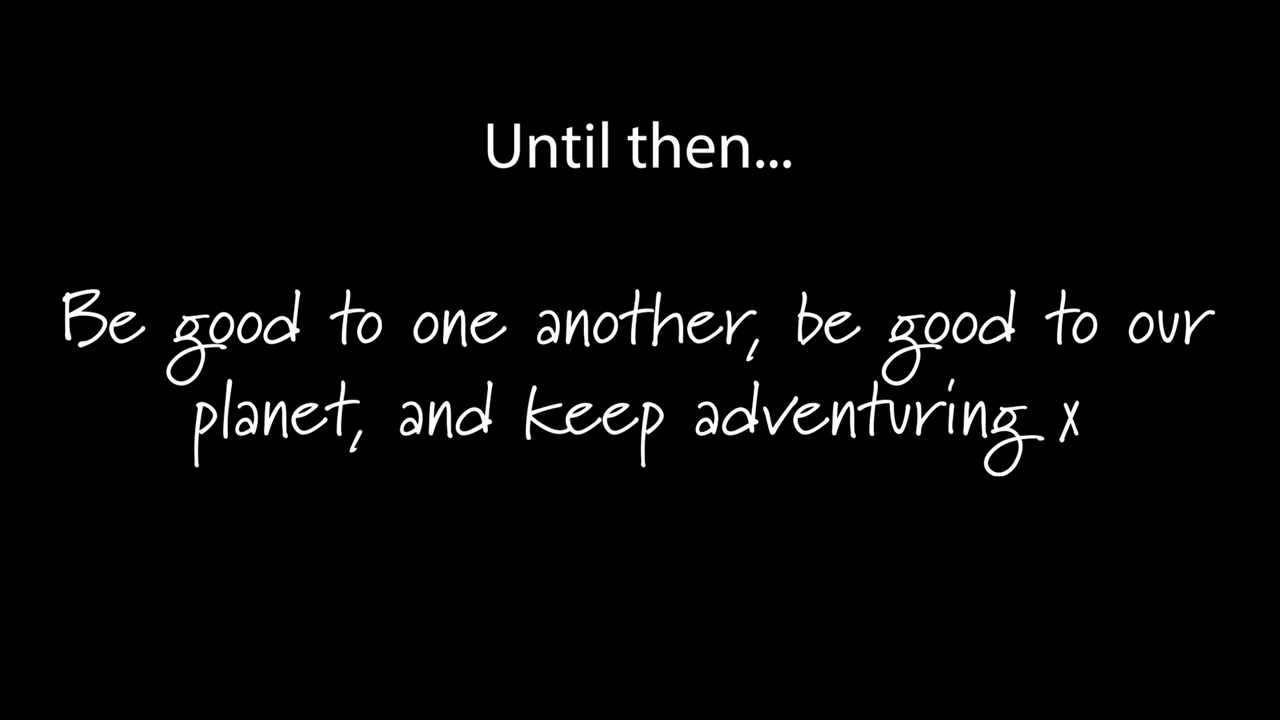 Until then...
Be good to one another, be good to our
planet, and keep adventuring x